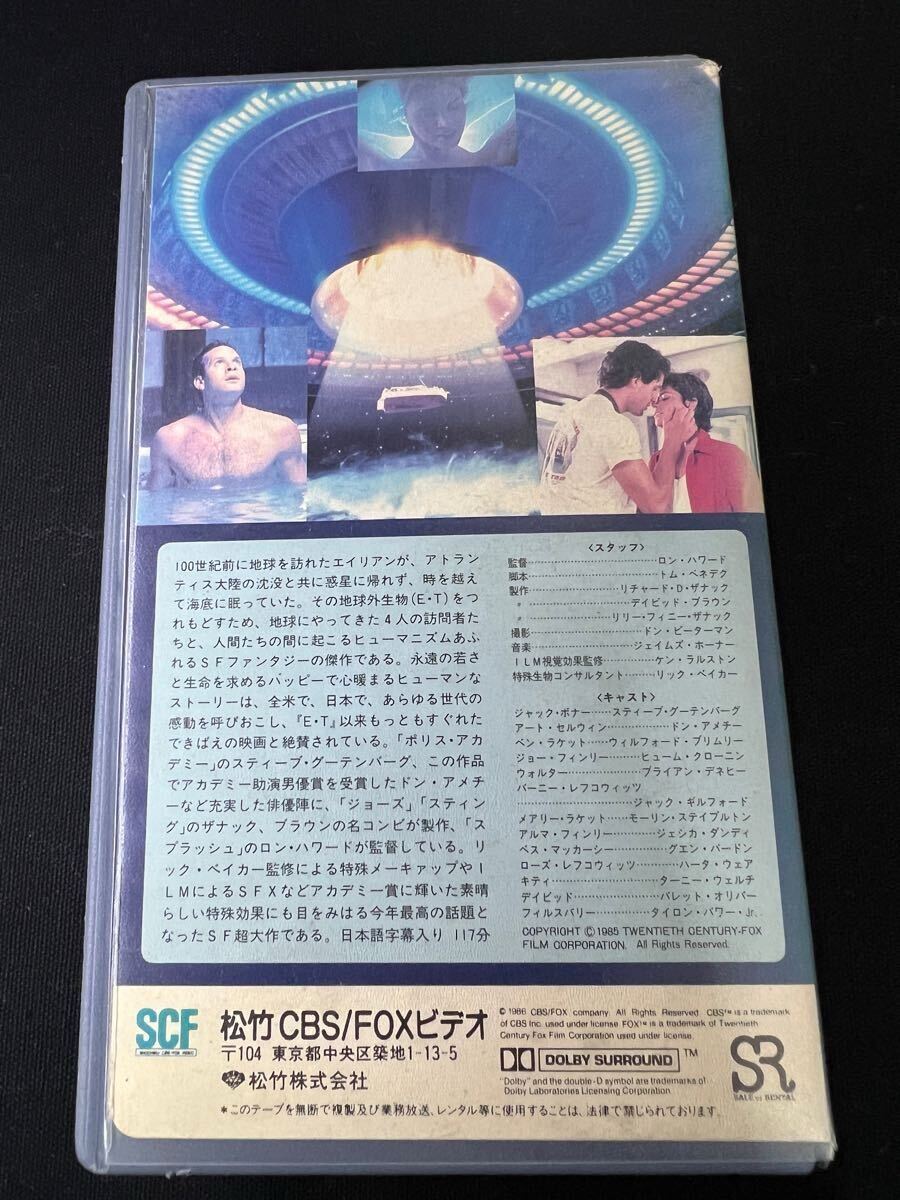 100世紀前に地球を訪れたエイリアンが、アトラン
ティス大陸の沈没と共に惑星に帰れず、時を越え
て海底に眠っていた。その地球外生物(E・T)をつ
れもどすため、地球にやってきた4人の訪問者た
ちと、人間たちの間に起こるヒューマニズムあふ
れるSFファンタジーの傑作である。永遠の若さ
と生命を求めるハッピーで心暖まるヒューマンな
ストーリーは、全米で、日本で、あらゆる世代の
感動を呼びおこし、『E・T』以来もっともすぐれた
できばえの映画と絶賛されている。「ポリス・アカ
デミー」のスティーブ・グーテンバーグ、この作品
でアカデミー助演男優賞を受賞したドン・アメチ
ーなど充実した俳優陣に、「ジョーズ」「スティン
グ」のザナック、ブラウンの名コンビが製作、「ス
プラッシュ」のロン・ハワードが監督している。リ
ック・ベイカー監修による特殊メーキャップやI
LMによるSFXなどアカデミー賞に輝いた素晴
らしい特殊効果にも目をみはる今年最高の話題と
なったSF超大作である。日本語字幕入り 117分
〈スタッフ〉
監督……………ロン・ハワード
脚本……………トム・ベネデク
製作……………リチャード・D・ザナック
〃……………デイビッド・ブラウン
〃……………リリー・フィニー・ザナック
撮影……………ドン・ピーターマン
音楽……………ジェイムズ・ホーナー
ILM視覚効果監修……………ケン・ラルストン
特殊生物コンサルタント………リック・ベイカー
〈キャスト〉
ジャック・ボナー……スティーブ・グーテンバーグ
アート・セルウィン……………ドン・アメチー
ベン・ラケット……ウィルフォード・ブリムリー
ジョー・フィンリー………ヒューム・クローニン
ウォルター……………ブライアン・デネヒー
バーニー・レフコウィッツ
……………ジャック・ギルフォード
メアリー・ラケット……モーリン・ステイプルトン
アルマ・フィンリー……………ジェシカ・タンディ
ベス・マッカーシー……………グエン・バードン
ローズ・レフコウィッツ………ハータ・ウェア
キティ……………ターニー・ウェルチ
デイビッド……………バレット・オリバー
フィルスバリー………タイロン・パワー・Jr.
COPYRIGHT ©1985 TWENTIETH CENTURY-FOX
FILM CORPORATION. All Rights Reserved.
SCF
松竹CBS/FOXビデオ
〒104 東京都中央区築地1-13-5
松竹株式会社
© 1986 CBS/FOX company. All Rights Reserved. CBS™ is a trademark
of CBS Inc. used under license FOX™ is a trademark of Twentieth
Century Fox Film Corporation used under license.
DOLBY SURROUND
"Dolby" and the double-D symbol are trademarks of
Dolby Laboratories Licensing Corporation.
SR
SALE or RENTAL
*このテープを無断で複製及び業務放送、レンタル等に使用することは、法律で禁じられております。